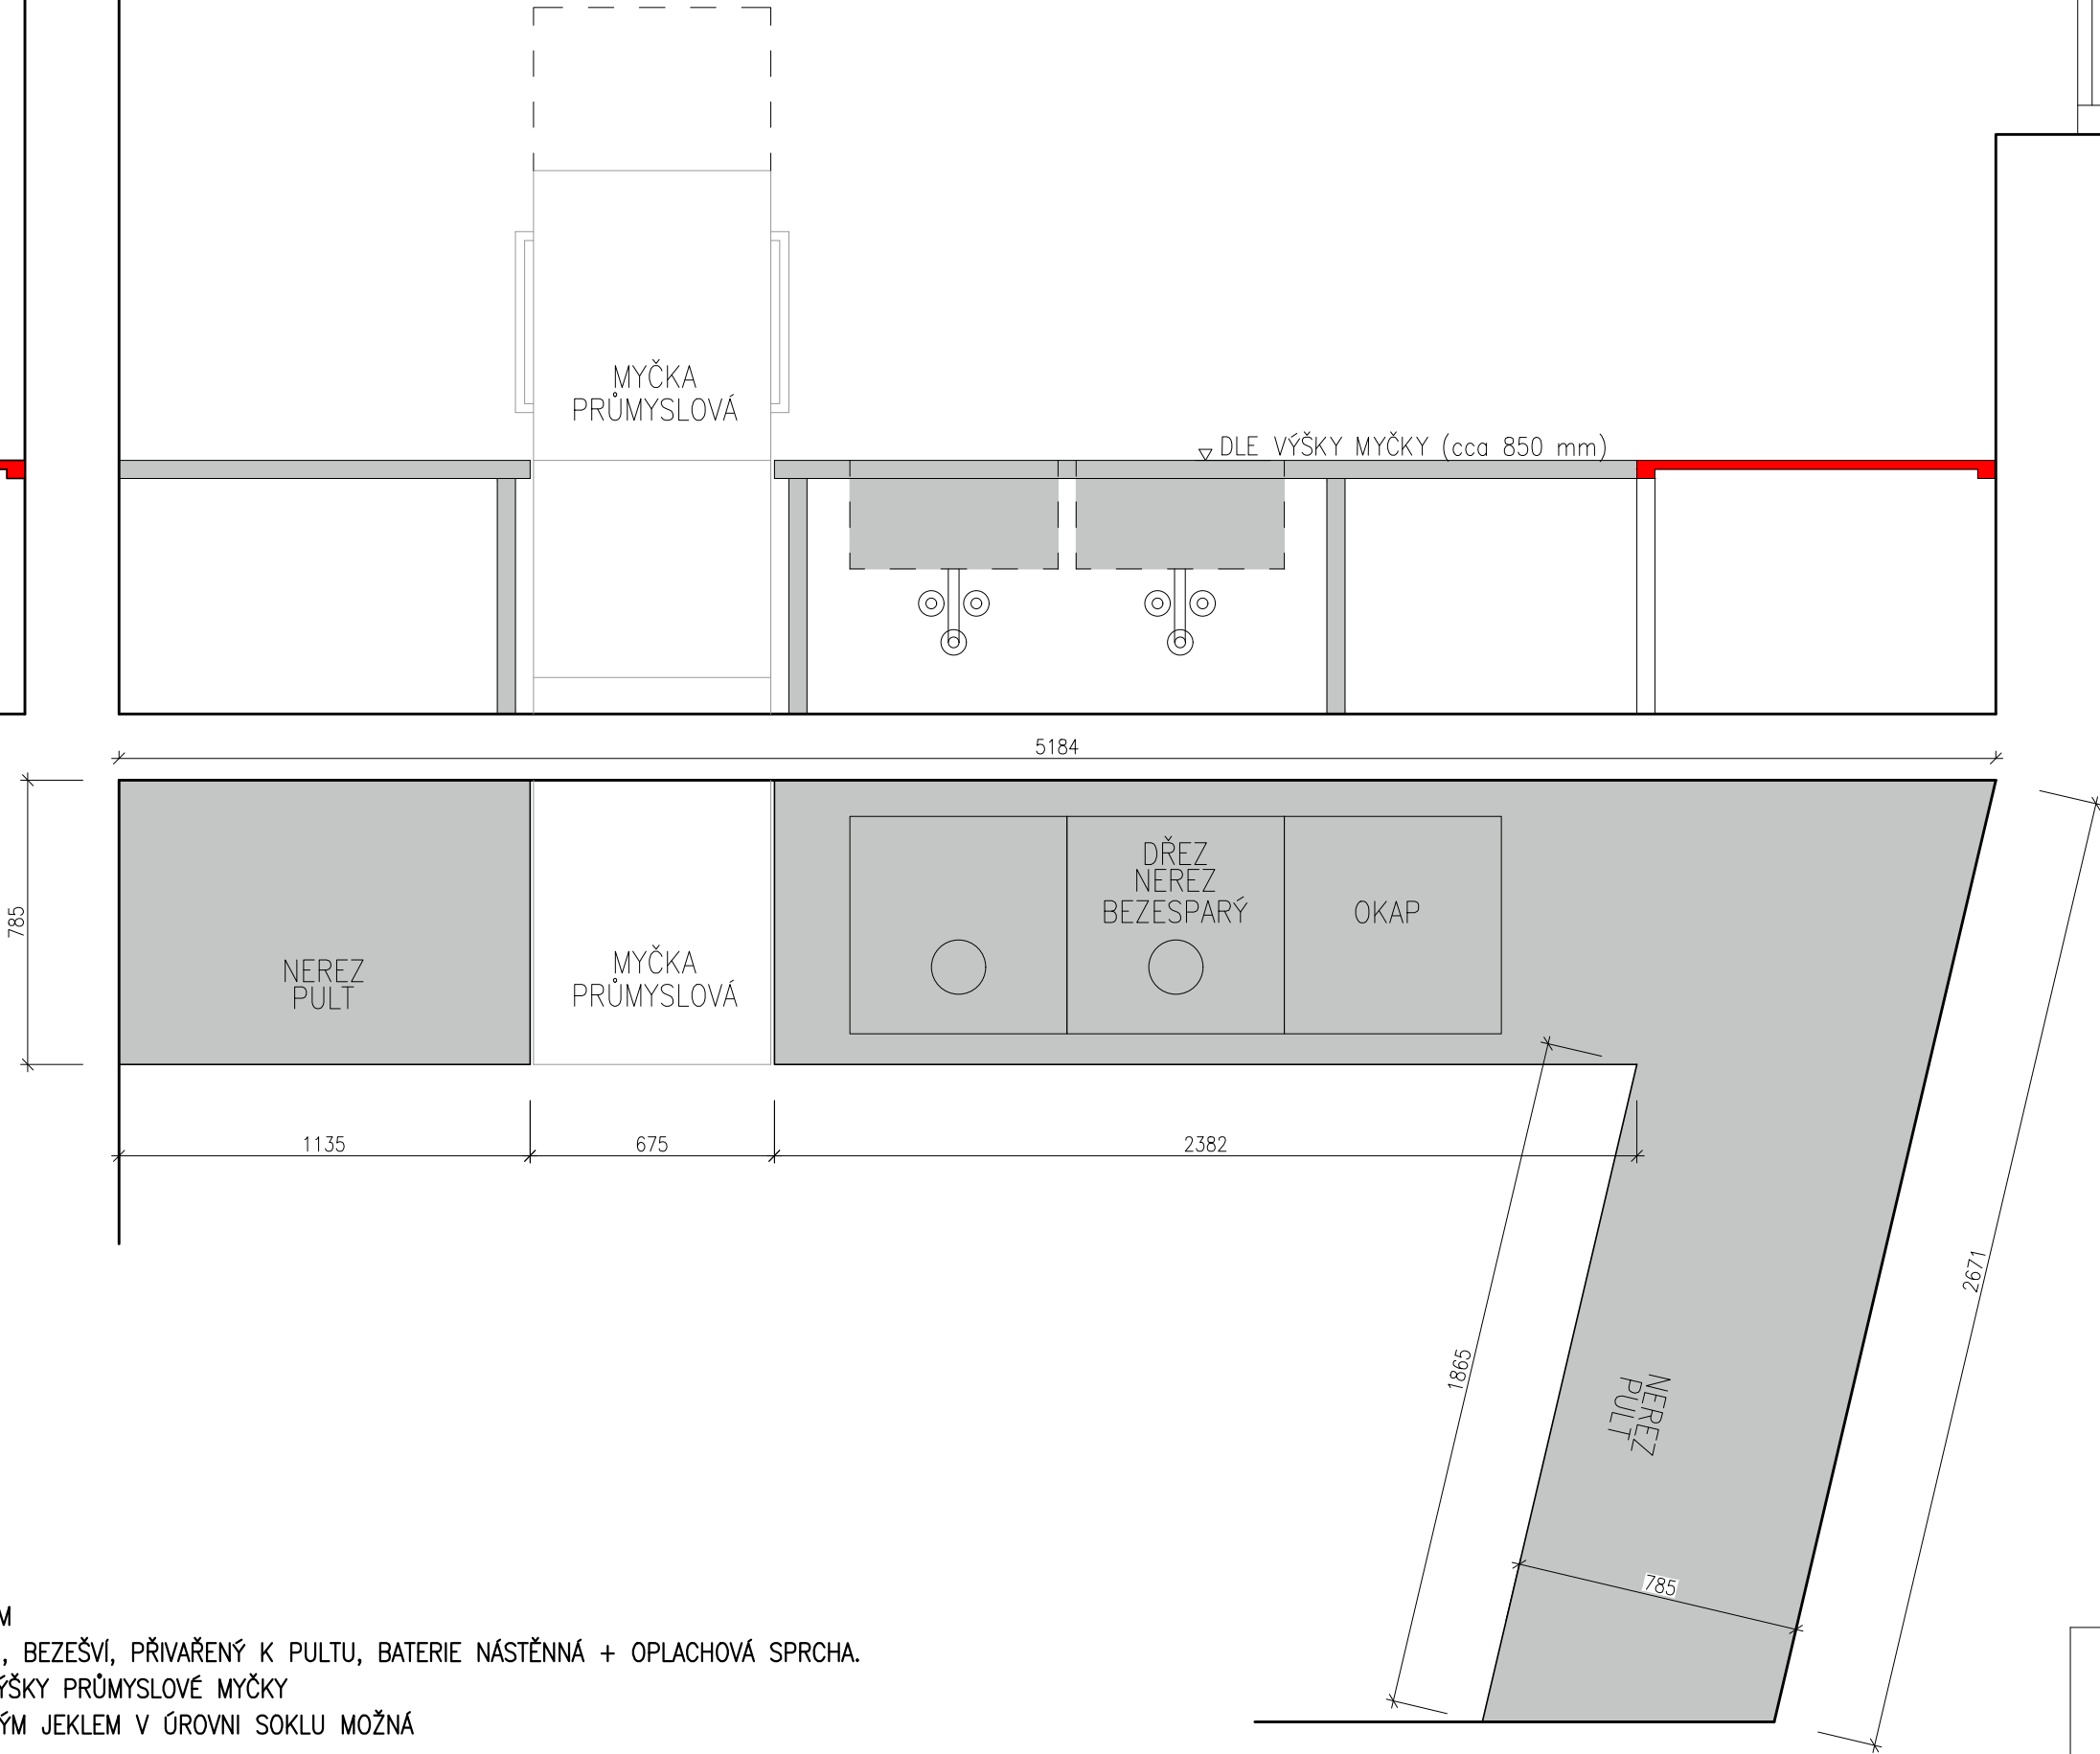 MYČKA
PRŮMYSLOVÁ
DLE VÝŠKY MYČKY (cca 850 mm)
5184
785
NEREZ
PULT
MYČKA
PRŮMYSLOVÁ
DŘEZ
NEREZ
BEZESPARÝ
OKAP
1135
675
2382
1865
2671
NEREZ
PULT
785
M
, BEZEŠVÍ, PŘIVAŘENÝ K PULTU, BATERIE NÁSTĚNNÁ + OPLACHOVÁ SPRCHA.
ÝŠKY PRŮMYSLOVÉ MYČKY
ÝM JEKLEM V ÚROVNI SOKLU MOŽNÁ